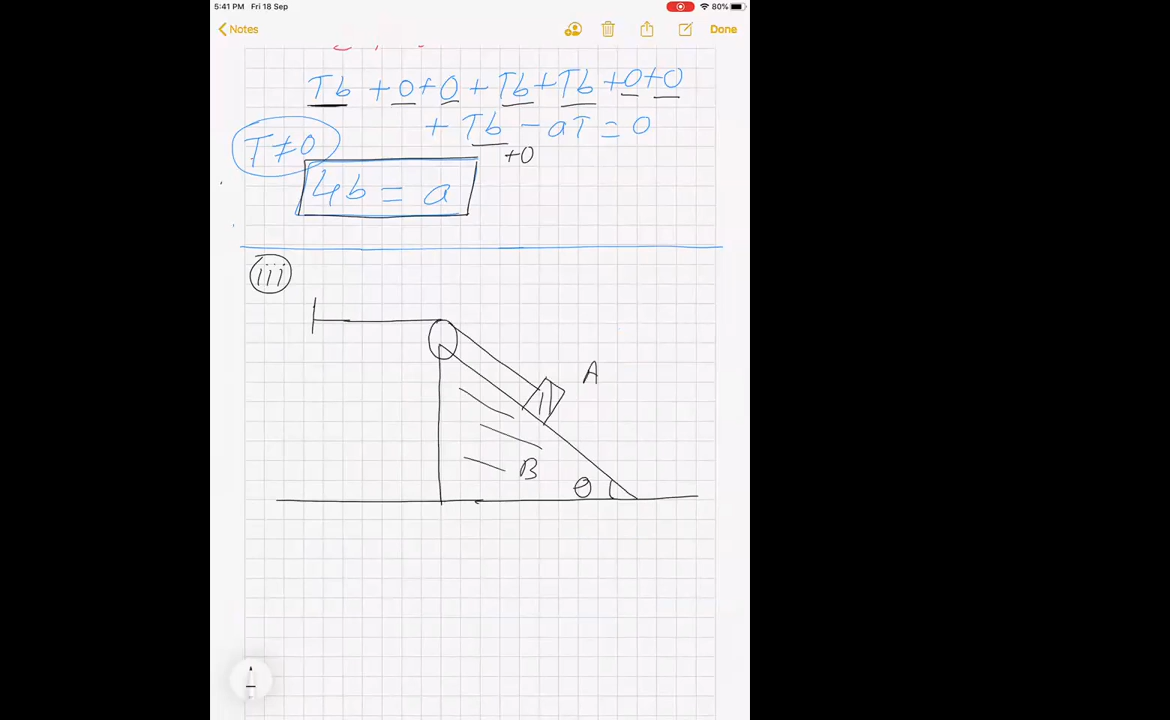 5:41 PM Fri 18 Sep
80%
Notes
Done
Tb + 0 + 0 + Tb + Tb + 0 + 0
+ Tb - aT = 0
+0
T ≠ 0
4b = a
iii
A
B
θ